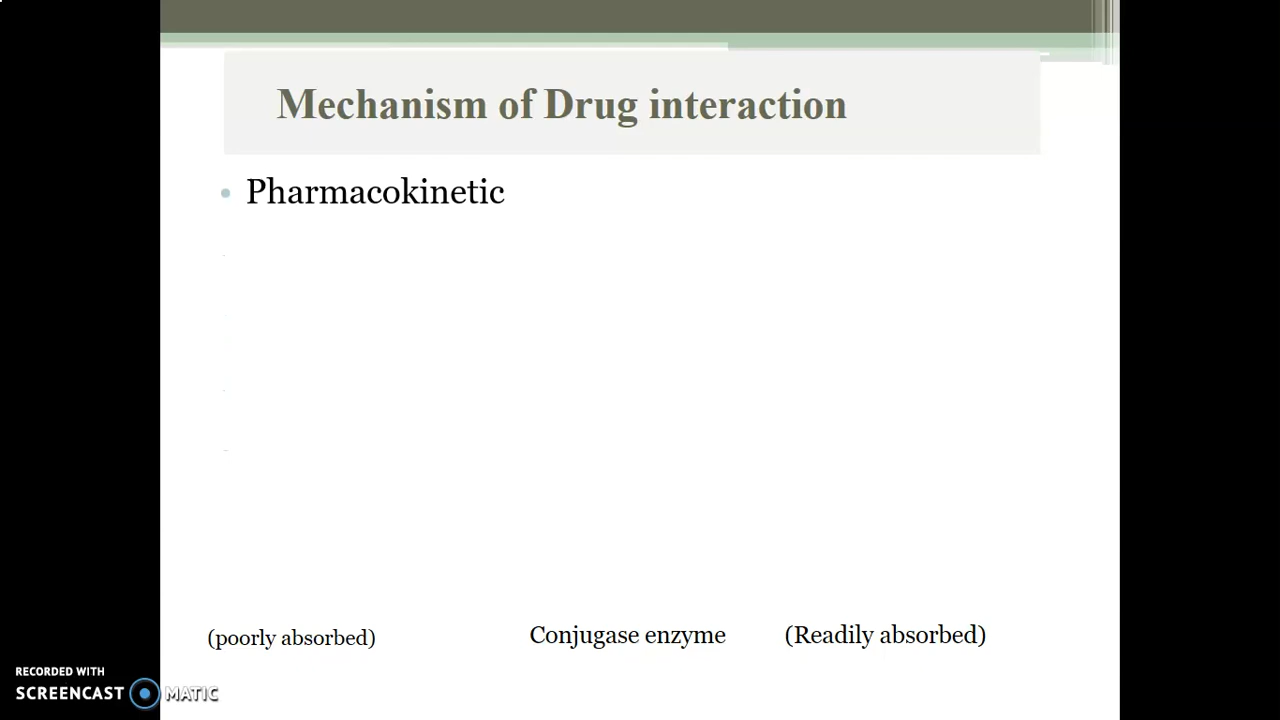 Mechanism of Drug interaction
Pharmacokinetic
(poorly absorbed) Conjugase enzyme (Readily absorbed)
RECORDED WITH
SCREENCAST MATIC